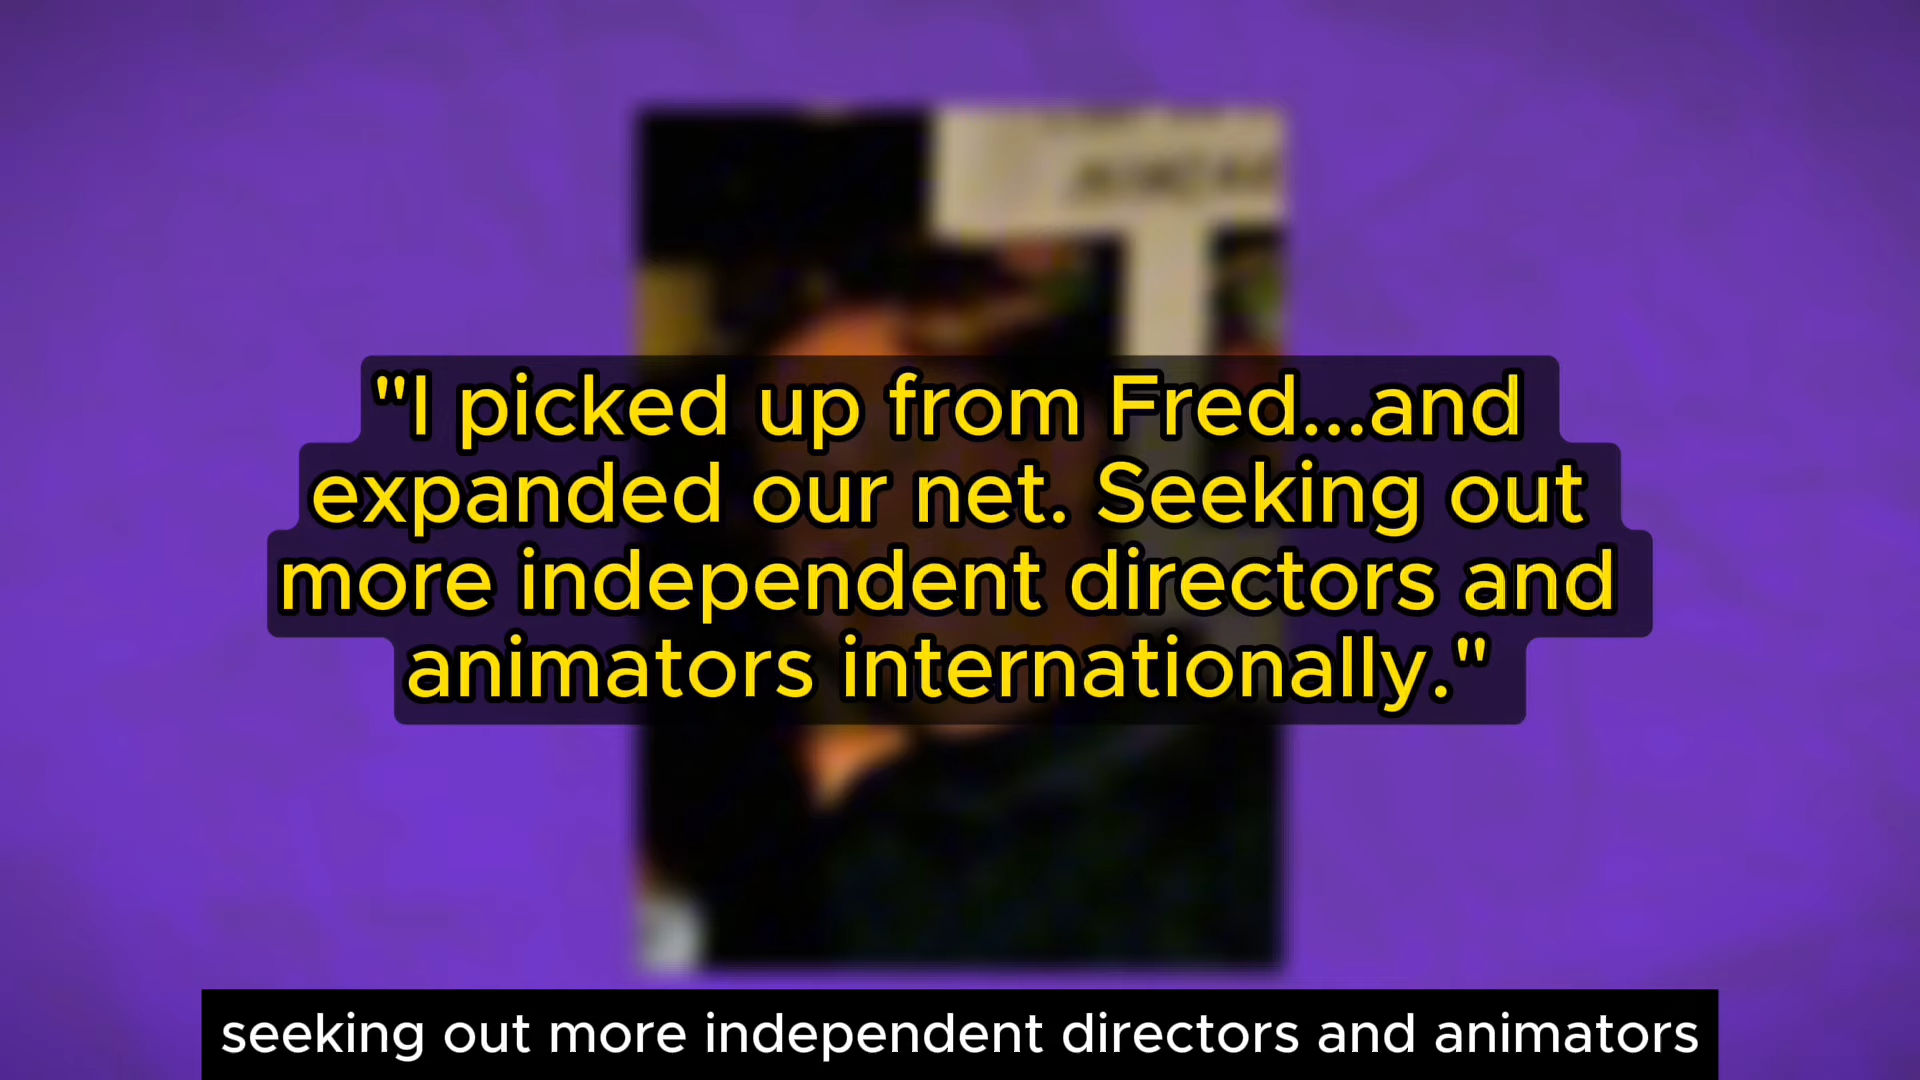 "I picked up from Fred...and
expanded our net. Seeking out
more independent directors and
animators internationally."
seeking out more independent directors and animators